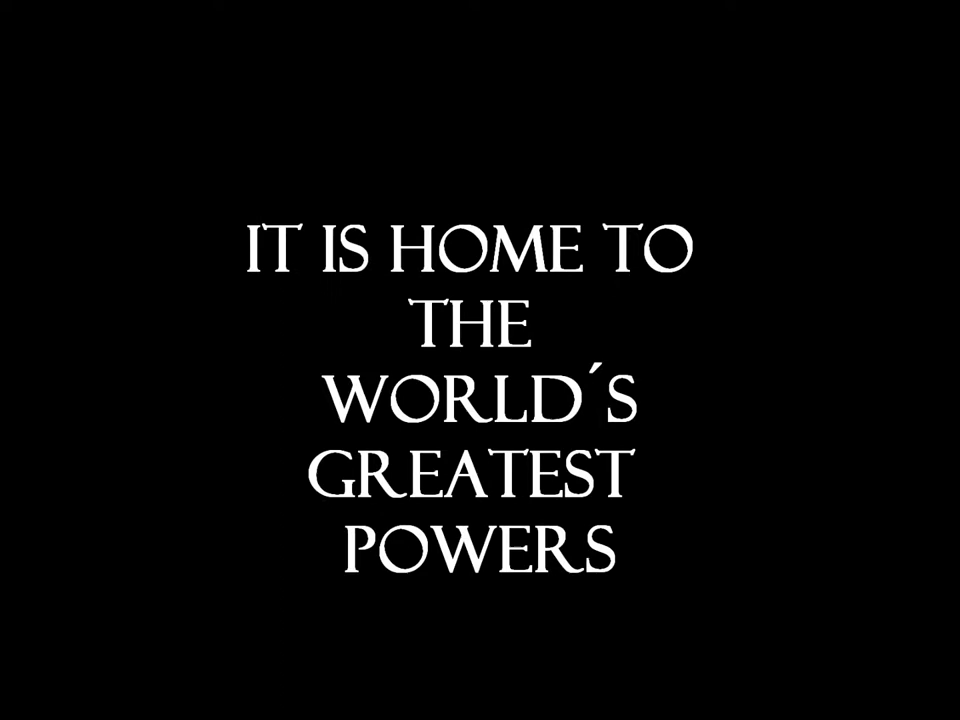 IT IS HOME TO
THE
WORLD´S
GREATEST
POWERS